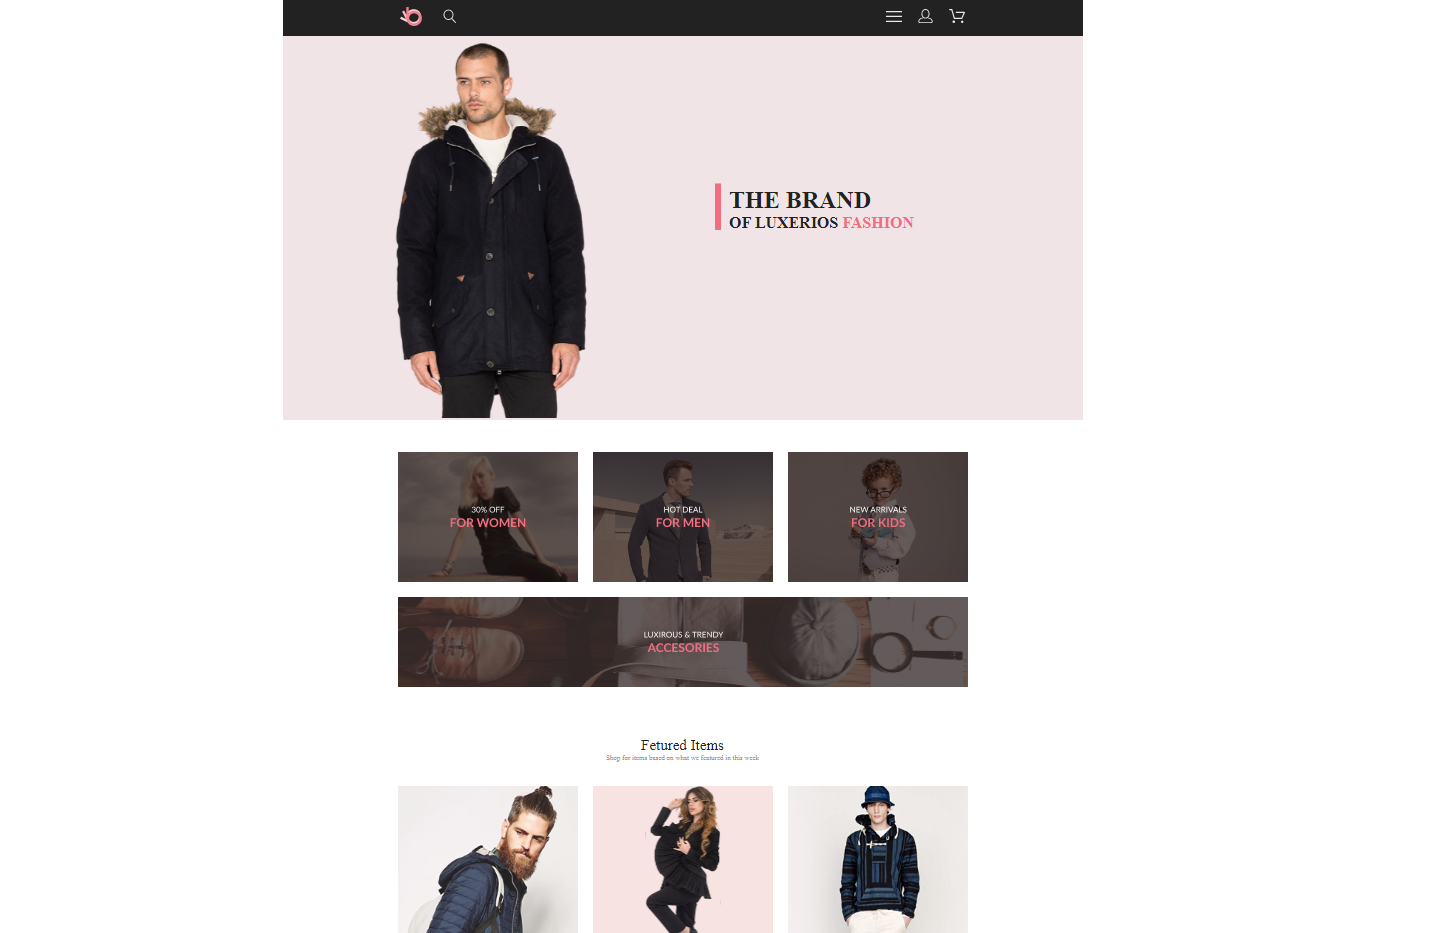 THE BRAND
OF LUXERIOS FASHION
30% OFF
FOR WOMEN
HOT DEAL
FOR MEN
NEW ARRIVALS
FOR KIDS
LUXIROUS & TRENDY
ACCESORIES
Fetured Items
Shop for items based on what we featured in this week